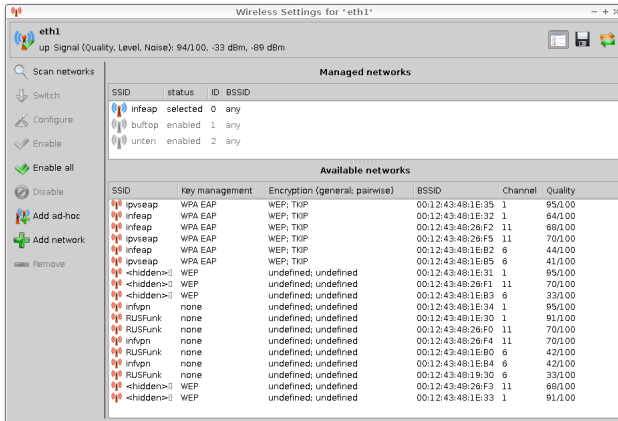 Wireless Settings for "eth1"
eth1
up Signal (Quality, Level, Noise): 94/100, -33 dBm, -89 dBm
Scan networks
Switch
Configure
Enable
Enable all
Disable
Add ad-hoc
Add network
Remove
Managed networks
SSID status ID BSSID
infeap selected 0 any
buftop enabled 1 any
unten enabled 2 any
Available networks
SSID Key management Encryption (general; pairwise) BSSID Channel Quality
ipvseap WPA EAP WEP; TKIP 00:12:43:48:1E:35 1 95/100
infeap WPA EAP WEP; TKIP 00:12:43:48:1E:32 1 64/100
infeap WPA EAP WEP; TKIP 00:12:43:48:26:F2 11 68/100
ipvseap WPA EAP WEP; TKIP 00:12:43:48:26:F5 11 70/100
infeap WPA EAP WEP; TKIP 00:12:43:48:1E:B2 6 44/100
ipvseap WPA EAP WEP; TKIP 00:12:43:48:1E:B5 6 41/100
<hidden> WEP undefined; undefined 00:12:43:48:1E:31 1 95/100
<hidden> WEP undefined; undefined 00:12:43:48:26:F1 11 70/100
<hidden> WEP undefined; undefined 00:12:43:48:1E:B3 6 33/100
infvpn none undefined; undefined 00:12:43:48:1E:34 1 95/100
RUSFunk none undefined; undefined 00:12:43:48:1E:30 1 91/100
RUSFunk none undefined; undefined 00:12:43:48:26:F0 11 70/100
infvpn none undefined; undefined 00:12:43:48:26:F4 11 70/100
RUSFunk none undefined; undefined 00:12:43:48:1E:B0 6 42/100
infvpn none undefined; undefined 00:12:43:48:1E:B4 6 42/100
RUSFunk none undefined; undefined 00:12:43:48:19:30 6 33/100
<hidden> WEP undefined; undefined 00:12:43:48:26:F3 11 68/100
<hidden> WEP undefined; undefined 00:12:43:48:1E:33 1 91/100